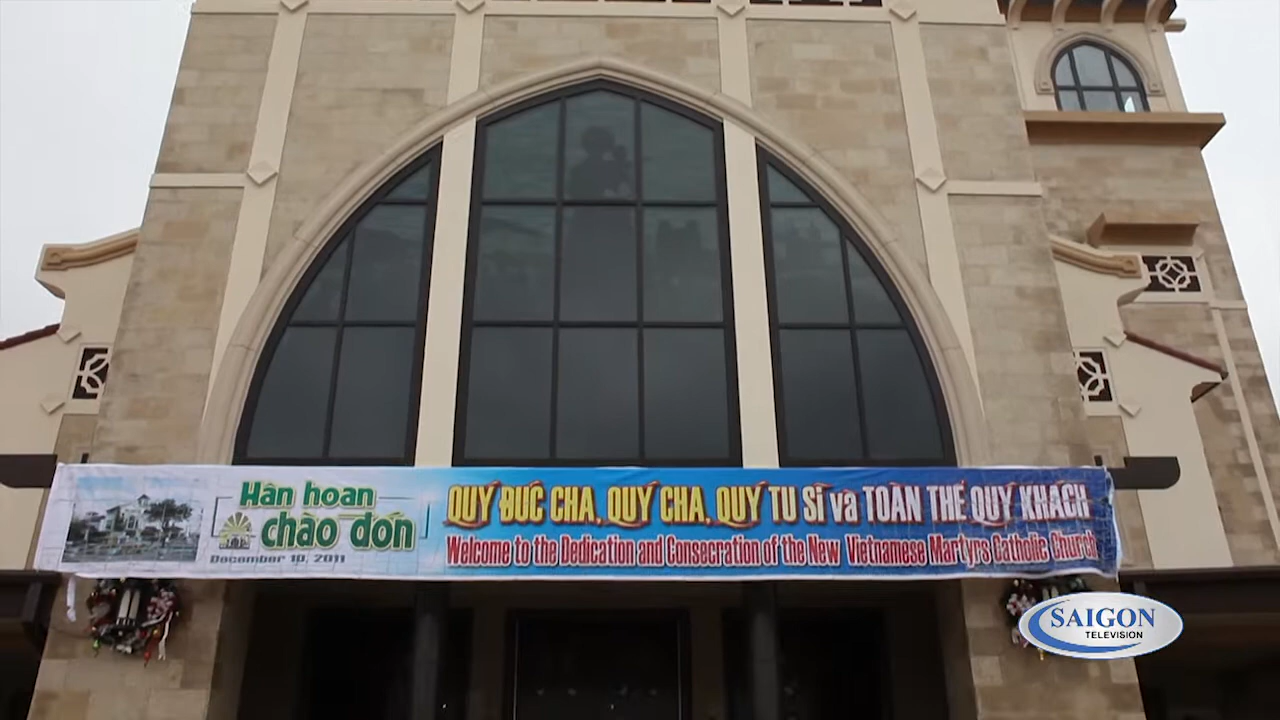 Hân hoan
chào đón
December 10, 2011
QUÝ ĐỨC CHA, QUÝ CHA, QUÝ TU SĨ và TOÀN THỂ QUÝ KHÁCH
Welcome to the Dedication and Consecration of the New Vietnamese Martyrs Catholic Church
SAIGON
TELEVISION